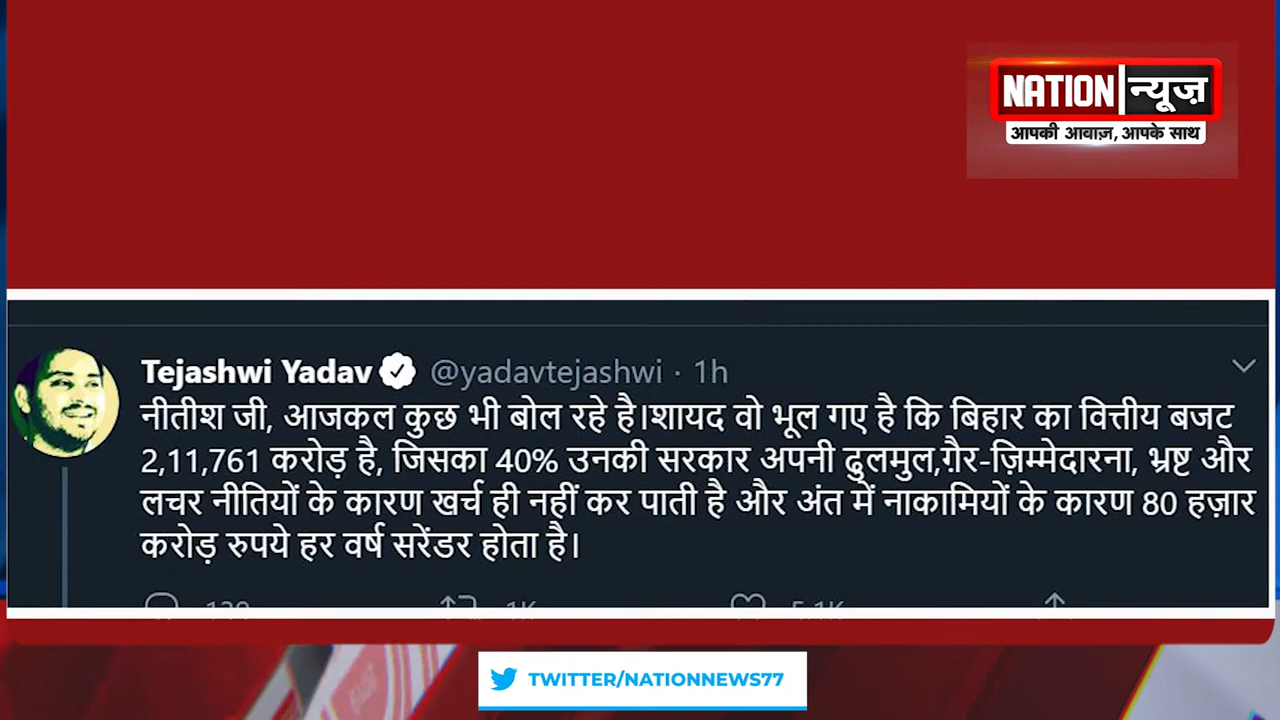 NATION न्यूज़
आपकी आवाज़, आपके साथ
Tejashwi Yadav @yadavtejashwi · 1h
नीतीश जी, आजकल कुछ भी बोल रहे है।शायद वो भूल गए है कि बिहार का वित्तीय बजट
2,11,761 करोड़ है, जिसका 40% उनकी सरकार अपनी ढुलमुल,ग़ैर-ज़िम्मेदारना, भ्रष्ट और
लचर नीतियों के कारण खर्च ही नहीं कर पाती है और अंत में नाकामियों के कारण 80 हज़ार
करोड़ रुपये हर वर्ष सरेंडर होता है।
TWITTER/NATIONNEWS77